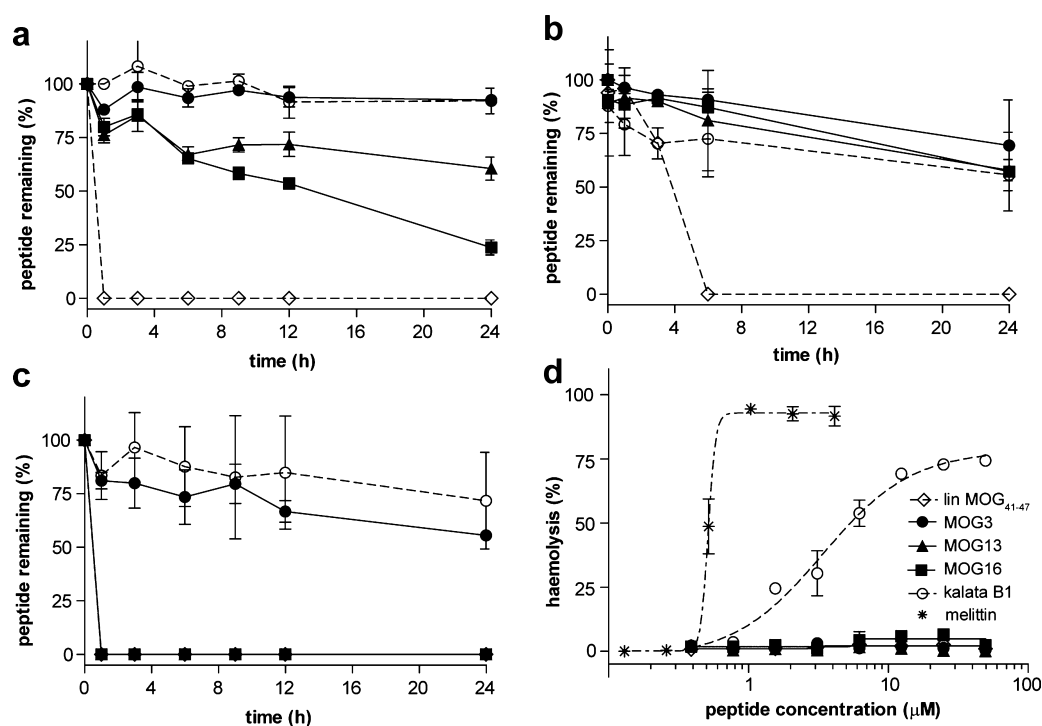 a
peptide remaining (%)
100
75
50
25
0
0 4 8 12 16 20 24
time (h)
b
peptide remaining (%)
100
75
50
25
0
0 4 8 12 16 20 24
time (h)
c
peptide remaining (%)
100
75
50
25
0
0 4 8 12 16 20 24
time (h)
d
haemolysis (%)
100
75
50
25
0
1 10 100
peptide concentration (μM)
lin MOG41-47
MOG3
MOG13
MOG16
kalata B1
melittin